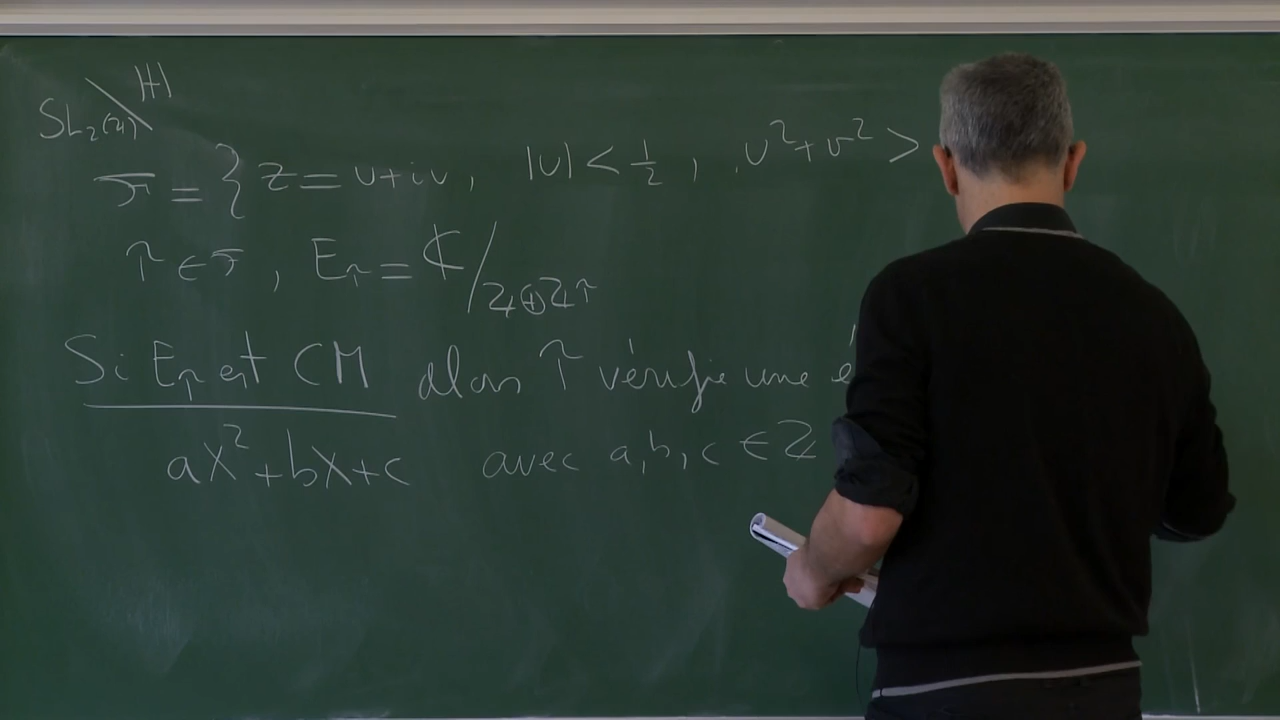 SL₂(ℤ)\ℍ
𝓕 = { z = u+iv, |u| < 1/2, u²+v² >
τ ∈ 𝓕, E_τ = ℂ/ℤ⊕ℤτ
Si E_τ est CM alors τ vérifie une é
aX²+bX+c avec a,b,c ∈ ℤ